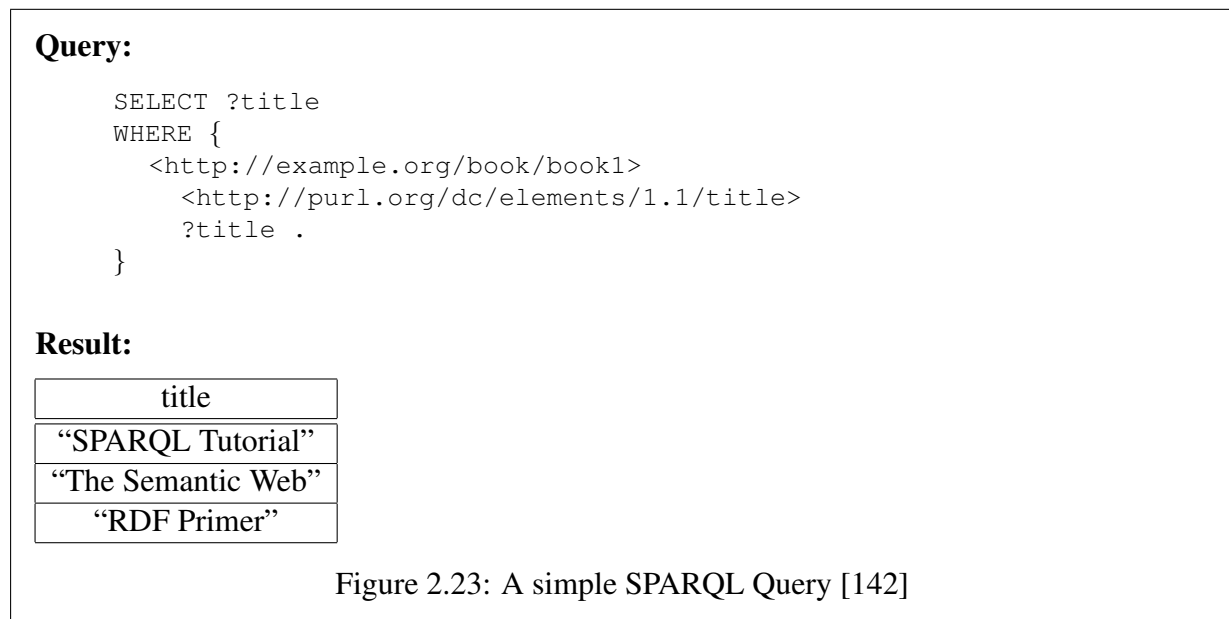 Query:
SELECT ?title
WHERE {
<http://example.org/book/book1>
<http://purl.org/dc/elements/1.1/title>
?title .
}
Result:
title
“SPARQL Tutorial”
“The Semantic Web”
“RDF Primer”
Figure 2.23: A simple SPARQL Query [142]